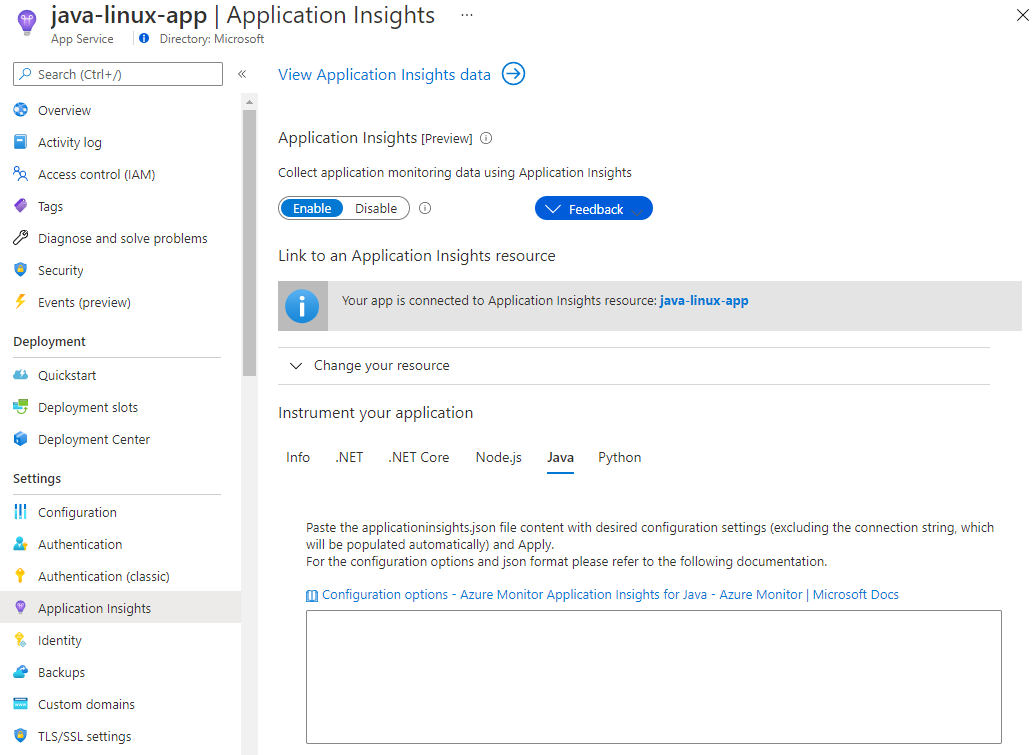 java-linux-app | Application Insights ...
App Service
Directory: Microsoft
Search (Ctrl+/)
«
Overview
Activity log
Access control (IAM)
Tags
Diagnose and solve problems
Security
Events (preview)
Deployment
Quickstart
Deployment slots
Deployment Center
Settings
Configuration
Authentication
Authentication (classic)
Application Insights
Identity
Backups
Custom domains
TLS/SSL settings
View Application Insights data
Application Insights [Preview]
Collect application monitoring data using Application Insights
Enable Disable
Feedback
Link to an Application Insights resource
Your app is connected to Application Insights resource: java-linux-app
Change your resource
Instrument your application
Info .NET .NET Core Node.js Java Python
Paste the applicationinsights.json file content with desired configuration settings (excluding the connection string, which
will be populated automatically) and Apply.
For the configuration options and json format please refer to the following documentation.
Configuration options - Azure Monitor Application Insights for Java - Azure Monitor | Microsoft Docs